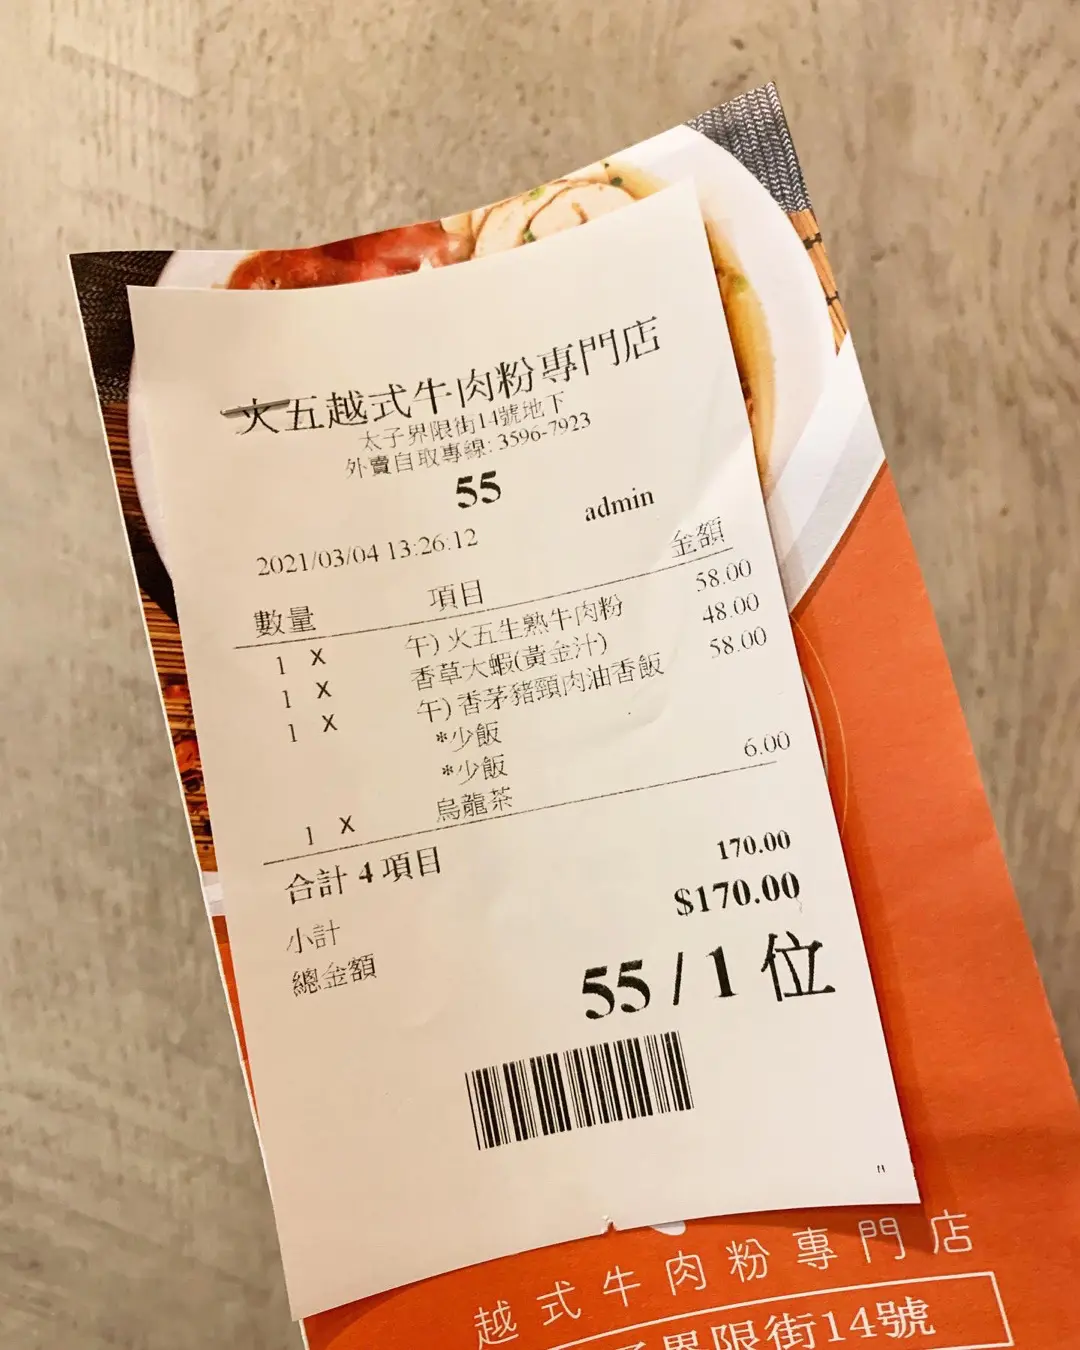 火五越式牛肉粉專門店
太子界限街14號地下
外賣自取專線: 3596-7923
55
admin
2021/03/04 13:26:12
數量 項目 金額
1 X 午) 火五生熟牛肉粉 58.00
1 X 香草大蝦(黃金汁) 48.00
1 X 午) 香茅豬頸肉油香飯 58.00
*少飯
*少飯
1 X 烏龍茶 6.00
合計 4 項目
小計 170.00
總金額 $170.00
55 / 1 位
越式牛肉粉專門店
子界限街14號